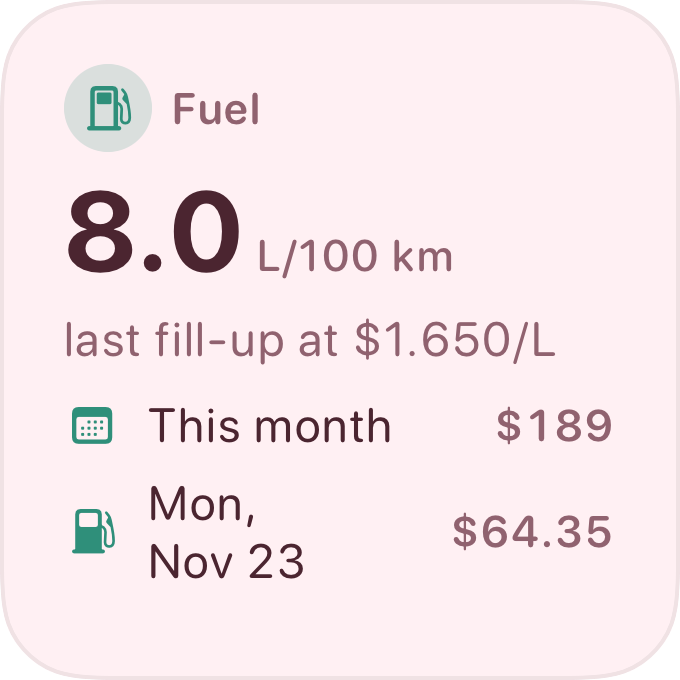 Fuel
8.0 L/100 km
last fill-up at $1.650/L
This month $189
Mon,
Nov 23 $64.35